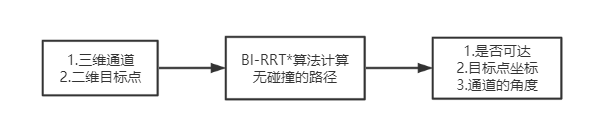 1.三维通道
2.二维目标点
BI-RRT*算法计算
无碰撞的路径
1.是否可达
2.目标点坐标
3.通道的角度